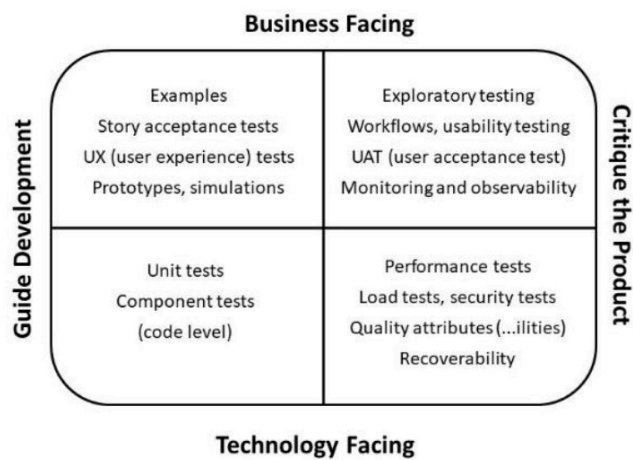 Business Facing
Guide Development
Examples
Story acceptance tests
UX (user experience) tests
Prototypes, simulations
Exploratory testing
Workflows, usability testing
UAT (user acceptance test)
Monitoring and observability
Critique the Product
Unit tests
Component tests
(code level)
Performance tests
Load tests, security tests
Quality attributes (...ilities)
Recoverability
Technology Facing